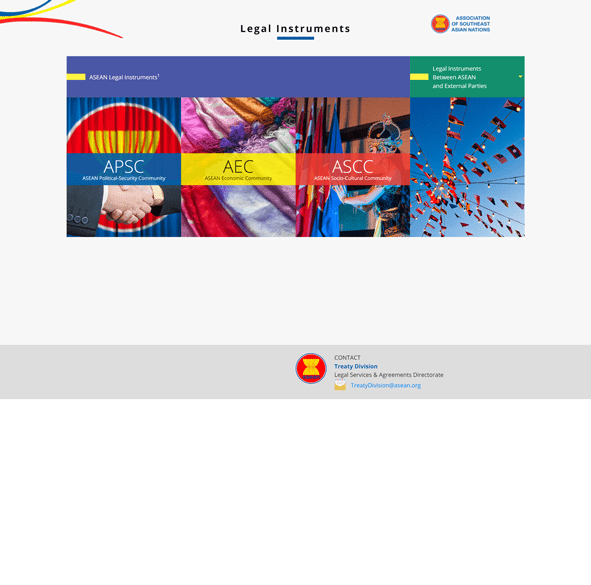 Legal Instruments
ASSOCIATION
OF SOUTHEAST
ASIAN NATIONS
ASEAN Legal Instruments¹
Legal Instruments
Between ASEAN
and External Parties
APSC
ASEAN Political-Security Community
AEC
ASEAN Economic Community
ASCC
ASEAN Socio-Cultural Community
CONTACT
Treaty Division
Legal Services & Agreements Directorate
TreatyDivision@asean.org